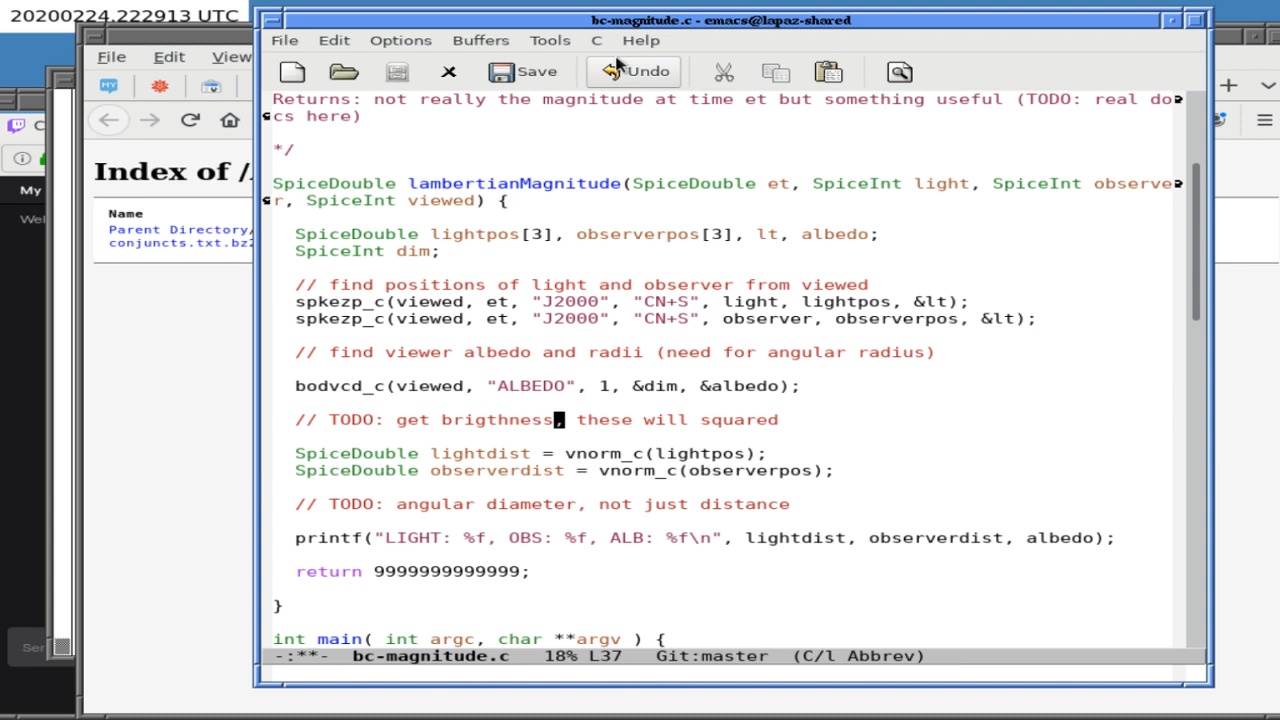 20200224.222913 UTC
bc-magnitude.c - emacs@lapaz-shared
File Edit Options Buffers Tools C Help
Save Undo
File Edit View
Index of /
Name
Parent Directory/
conjuncts.txt.bz2
My
Wel
Ser
Returns: not really the magnitude at time et but something useful (TODO: real do
cs here)
*/
SpiceDouble lambertianMagnitude(SpiceDouble et, SpiceInt light, SpiceInt observe
r, SpiceInt viewed) {
SpiceDouble lightpos[3], observerpos[3], lt, albedo;
SpiceInt dim;
// find positions of light and observer from viewed
spkezp_c(viewed, et, "J2000", "CN+S", light, lightpos, &lt);
spkezp_c(viewed, et, "J2000", "CN+S", observer, observerpos, &lt);
// find viewer albedo and radii (need for angular radius)
bodvcd_c(viewed, "ALBEDO", 1, &dim, &albedo);
// TODO: get brigthness, these will squared
SpiceDouble lightdist = vnorm_c(lightpos);
SpiceDouble observerdist = vnorm_c(observerpos);
// TODO: angular diameter, not just distance
printf("LIGHT: %f, OBS: %f, ALB: %f\n", lightdist, observerdist, albedo);
return 9999999999999;
}
int main( int argc, char **argv ) {
-:**- bc-magnitude.c 18% L37 Git:master (C/l Abbrev)